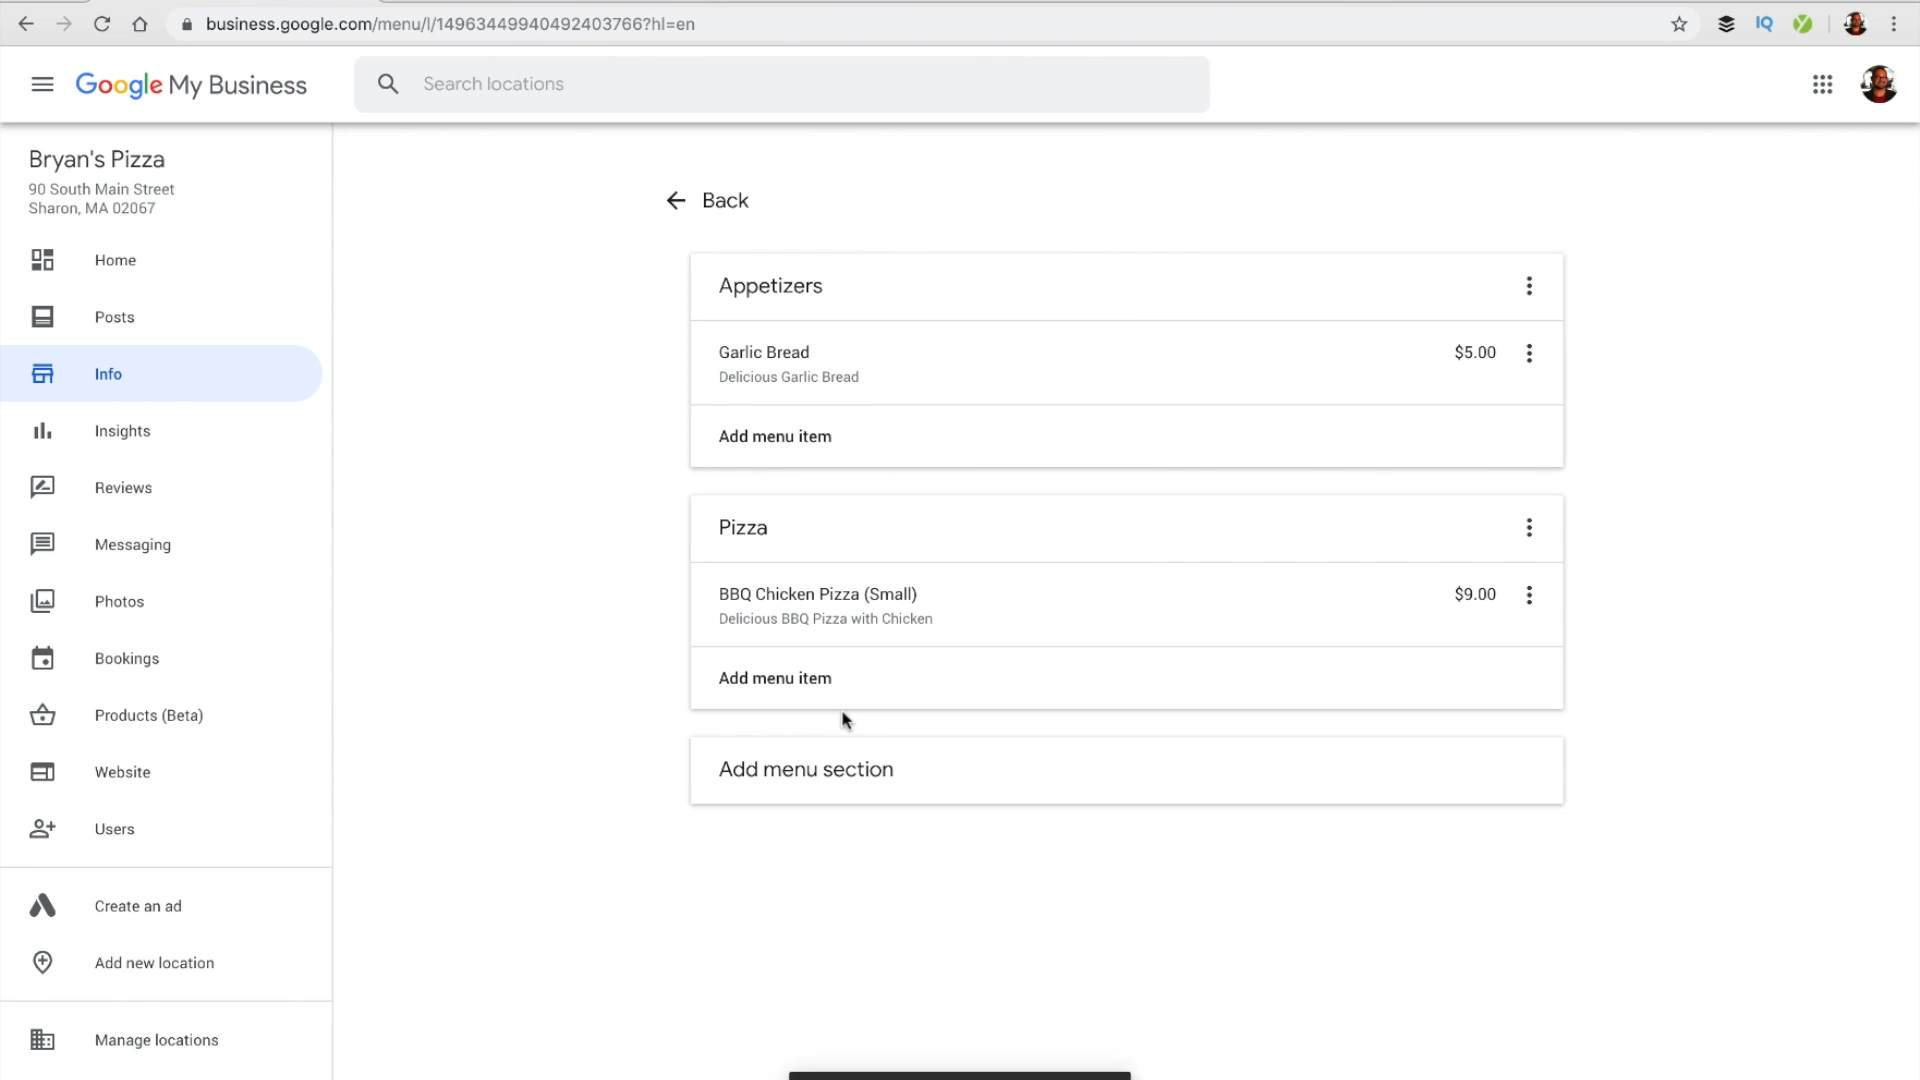 business.google.com/menu/l/14963449940492403766?hl=en
IQ
Google My Business
Search locations
Bryan's Pizza
90 South Main Street
Sharon, MA 02067
Home
Posts
Info
Insights
Reviews
Messaging
Photos
Bookings
Products (Beta)
Website
Users
Create an ad
Add new location
Manage locations
Back
Appetizers
Garlic Bread $5.00
Delicious Garlic Bread
Add menu item
Pizza
BBQ Chicken Pizza (Small) $9.00
Delicious BBQ Pizza with Chicken
Add menu item
Add menu section